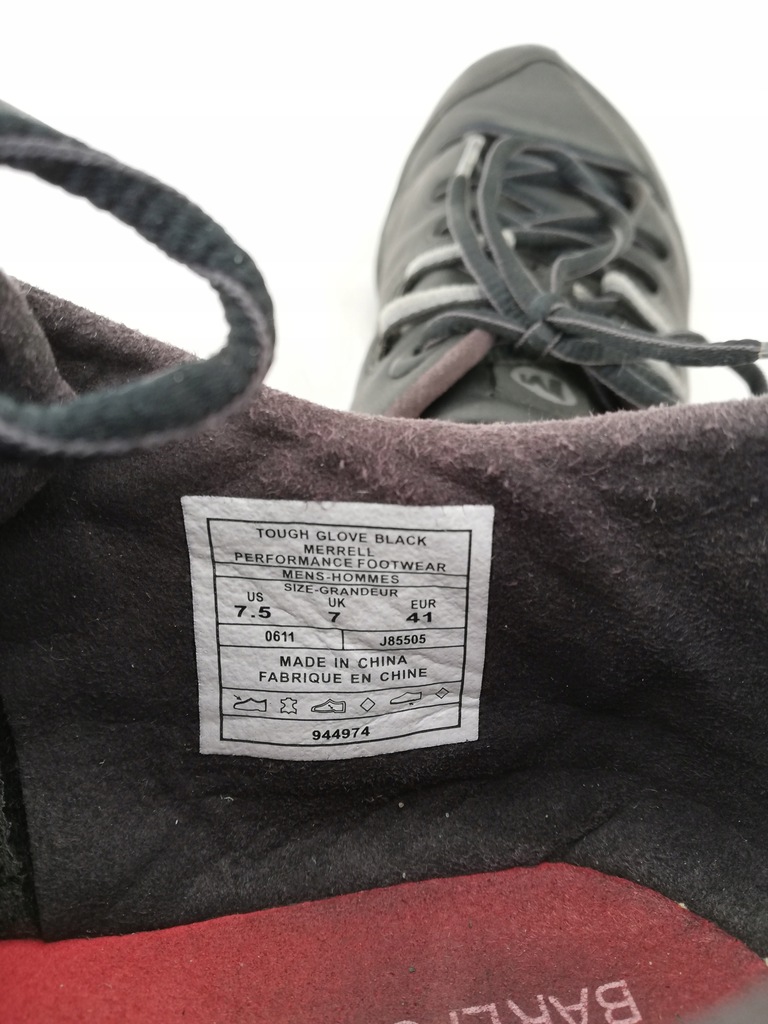 TOUGH GLOVE BLACK
MERRELL
PERFORMANCE FOOTWEAR
MENS-HOMMES
SIZE-GRANDEUR
US UK EUR
7.5 7 41
0611 J85505
MADE IN CHINA
FABRIQUE EN CHINE
944974